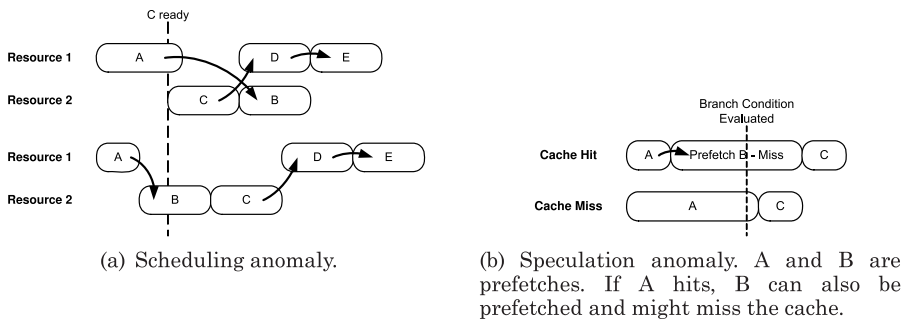 C ready
Resource 1 A D E
Resource 2 C B
Resource 1 A D E
Resource 2 B C
(a) Scheduling anomaly.
Branch Condition
Evaluated
Cache Hit A Prefetch B - Miss C
Cache Miss A C
(b) Speculation anomaly. A and B are
prefetches. If A hits, B can also be
prefetched and might miss the cache.